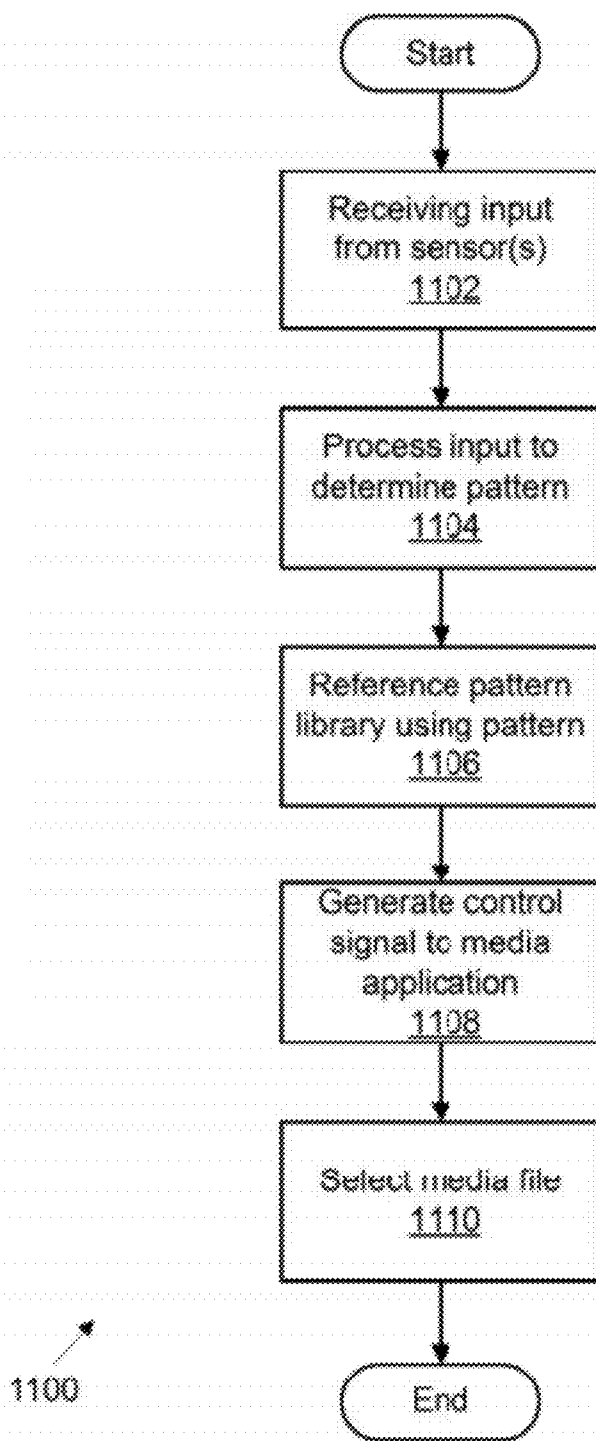 Start
Receiving input
from sensor(s)
1102
Process input to
determine pattern
1104
Reference pattern
library using pattern
1106
Generate control
signal to media
application
1108
Select media file
1110
1100
End